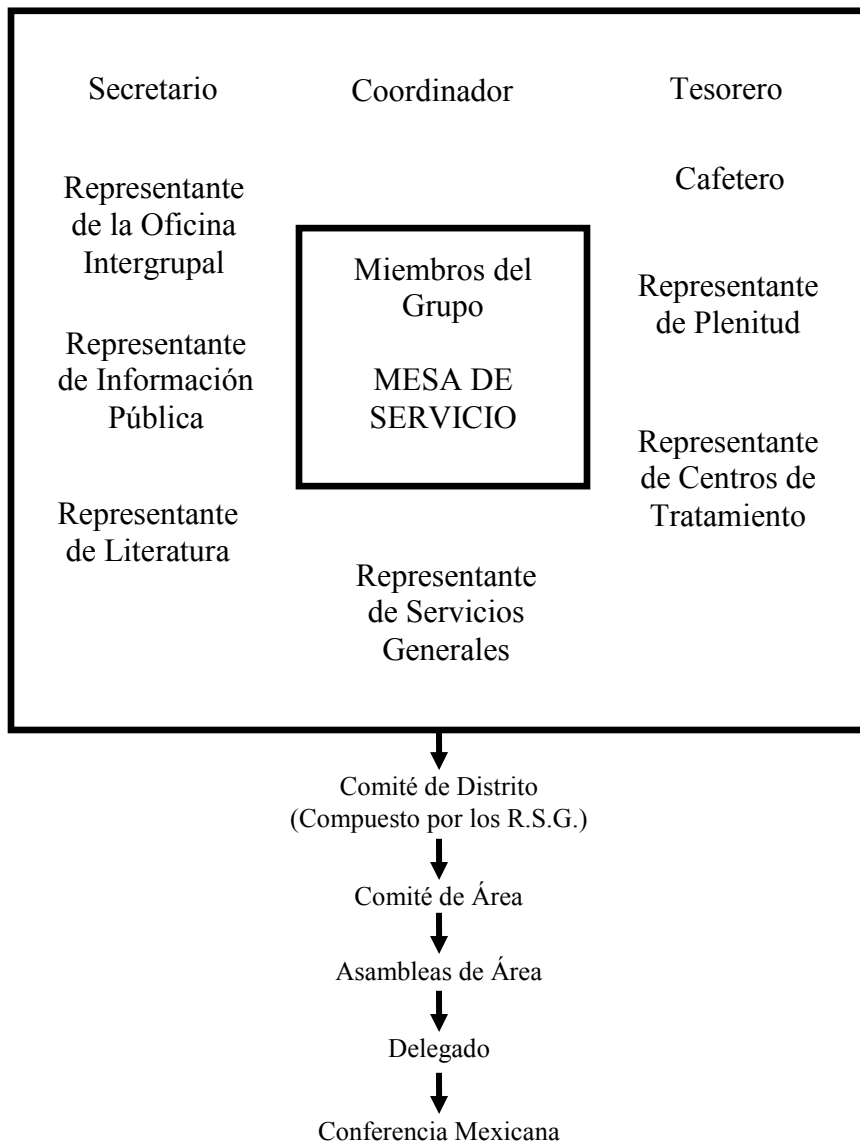 Secretario
Coordinador
Tesorero
Representante
de la Oficina
Intergrupal
Cafetero
Miembros del
Grupo
Representante
de Plenitud
Representante
de Información
Pública
MESA DE
SERVICIO
Representante
de Centros de
Tratamiento
Representante
de Literatura
Representante
de Servicios
Generales
Comité de Distrito
(Compuesto por los R.S.G.)
Comité de Área
Asambleas de Área
Delegado
Conferencia Mexicana